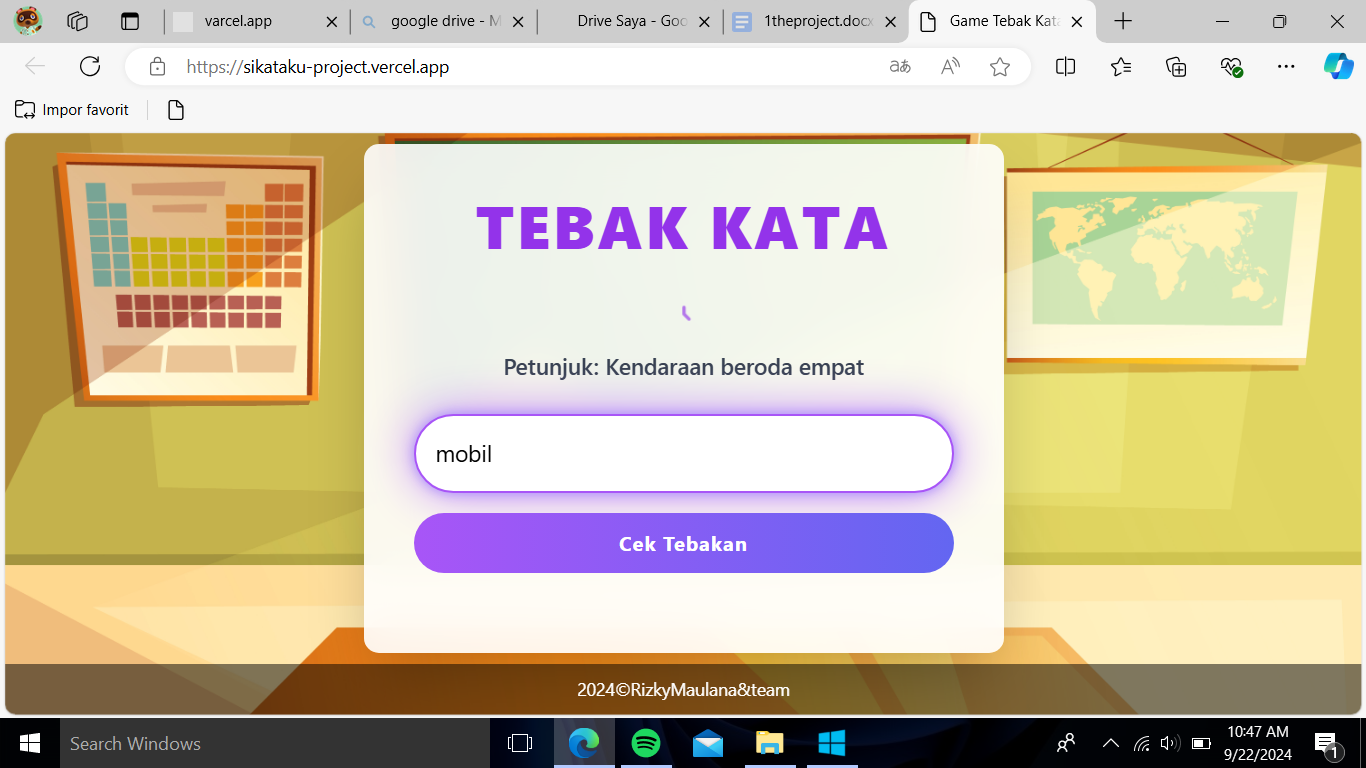 varcel.app
google drive - M
Drive Saya - Goo
1theproject.docx
Game Tebak Kata
https://sikataku-project.vercel.app
aあ
A
Impor favorit
TEBAK KATA
Petunjuk: Kendaraan beroda empat
mobil
Cek Tebakan
2024©RizkyMaulana&team
Search Windows
10:47 AM
9/22/2024
1